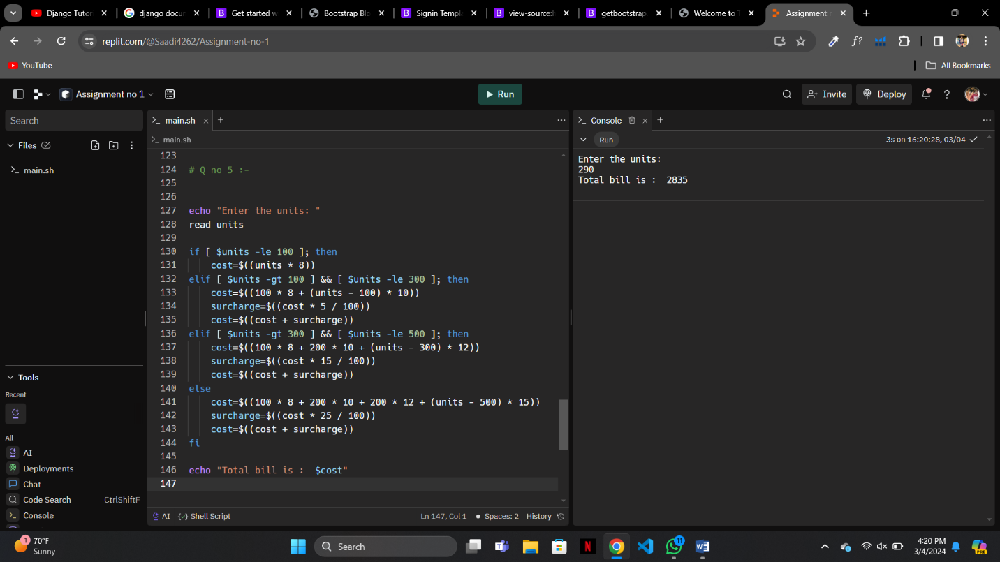 Django Tutor
django docur
Get started w
Bootstrap Blo
Signin Templa
view-source:h
getbootstrap.
Welcome to T
Assignment n
replit.com/@Saadi4262/Assignment-no-1
YouTube
All Bookmarks
Assignment no 1
Run
Invite
Deploy
Search
Files
main.sh
main.sh
main.sh
123
124 # Q no 5 :-
125
126
127 echo "Enter the units: "
128 read units
129
130 if [ $units -le 100 ]; then
131 cost=$((units * 8))
132 elif [ $units -gt 100 ] && [ $units -le 300 ]; then
133 cost=$((100 * 8 + (units - 100) * 10))
134 surcharge=$((cost * 5 / 100))
135 cost=$((cost + surcharge))
136 elif [ $units -gt 300 ] && [ $units -le 500 ]; then
137 cost=$((100 * 8 + 200 * 10 + (units - 300) * 12))
138 surcharge=$((cost * 15 / 100))
139 cost=$((cost + surcharge))
140 else
141 cost=$((100 * 8 + 200 * 10 + 200 * 12 + (units - 500) * 15))
142 surcharge=$((cost * 25 / 100))
143 cost=$((cost + surcharge))
144 fi
145
146 echo "Total bill is :  $cost"
147
Console
Run
3s on 16:20:28, 03/04
Enter the units:
290
Total bill is :  2835
Tools
Recent
All
AI
Deployments
Chat
Code Search CtrlShiftF
Console
AI
Shell Script
Ln 147, Col 1
Spaces: 2
History
1
70°F
Sunny
Search
11
4:20 PM
3/4/2024
PRE